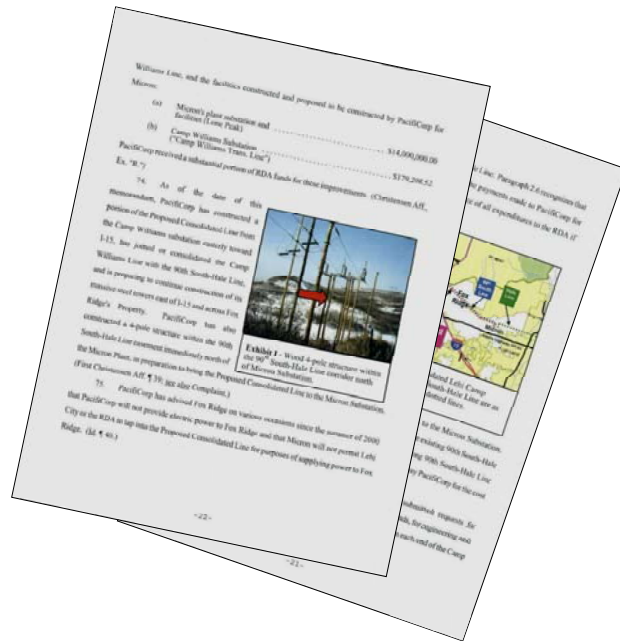 Williams Line, and the facilities constructed and proposed to be constructed by PacifiCorp for
Micron:
(a) Micron's plant substation and
facilities (Lone Peak) ........................ $14,000,000.00
(b) Camp Williams Substation
("Camp Williams Trans. Line") ........................ $179,208.52
PacifiCorp received a substantial portion of RDA funds for these improvements. (Christensen Aff.,
Ex. "R.")
74. As of the date of this
memorandum, PacifiCorp has constructed a
portion of the Proposed Consolidated Line from
the Camp Williams substation easterly toward
I-15, has joined or consolidated the Camp
Williams Line with the 90th South-Hale Line,
and is proposing to continue construction of its
massive steel towers east of I-15 and across Fox
Ridge's Property. PacifiCorp has also
constructed a 4-pole structure within the 90th
South-Hale Line easement immediately north of
the Micron Plant, in preparation to bring the Proposed Consolidated Line to the Micron Substation.
(First Christensen Aff. ¶ 39; see also Complaint.)
Exhibit I - Wood 4-pole structure within
the 90th South-Hale Line corridor north
of Micron Substation.
75. PacifiCorp has advised Fox Ridge on various occasions since the summer of 2000
that PacifiCorp will not provide electric power to Fox Ridge and that Micron will not permit Lehi
City or the RDA to tap into the Proposed Consolidated Line for purposes of supplying power to Fox
Ridge. (Id. ¶ 40.)
-22-
Line. Paragraph 2.6 recognizes that
payments made to PacifiCorp for
of all expenditures to the RDA if
Fox
Ridge
Micron
Lehi Camp
South-Hale Line are as
dotted lines.
to the Micron Substation.
existing 90th South-Hale
90th South-Hale Line
by PacifiCorp for the cost
submitted requests for
for engineering and
each end of the Camp
-21-